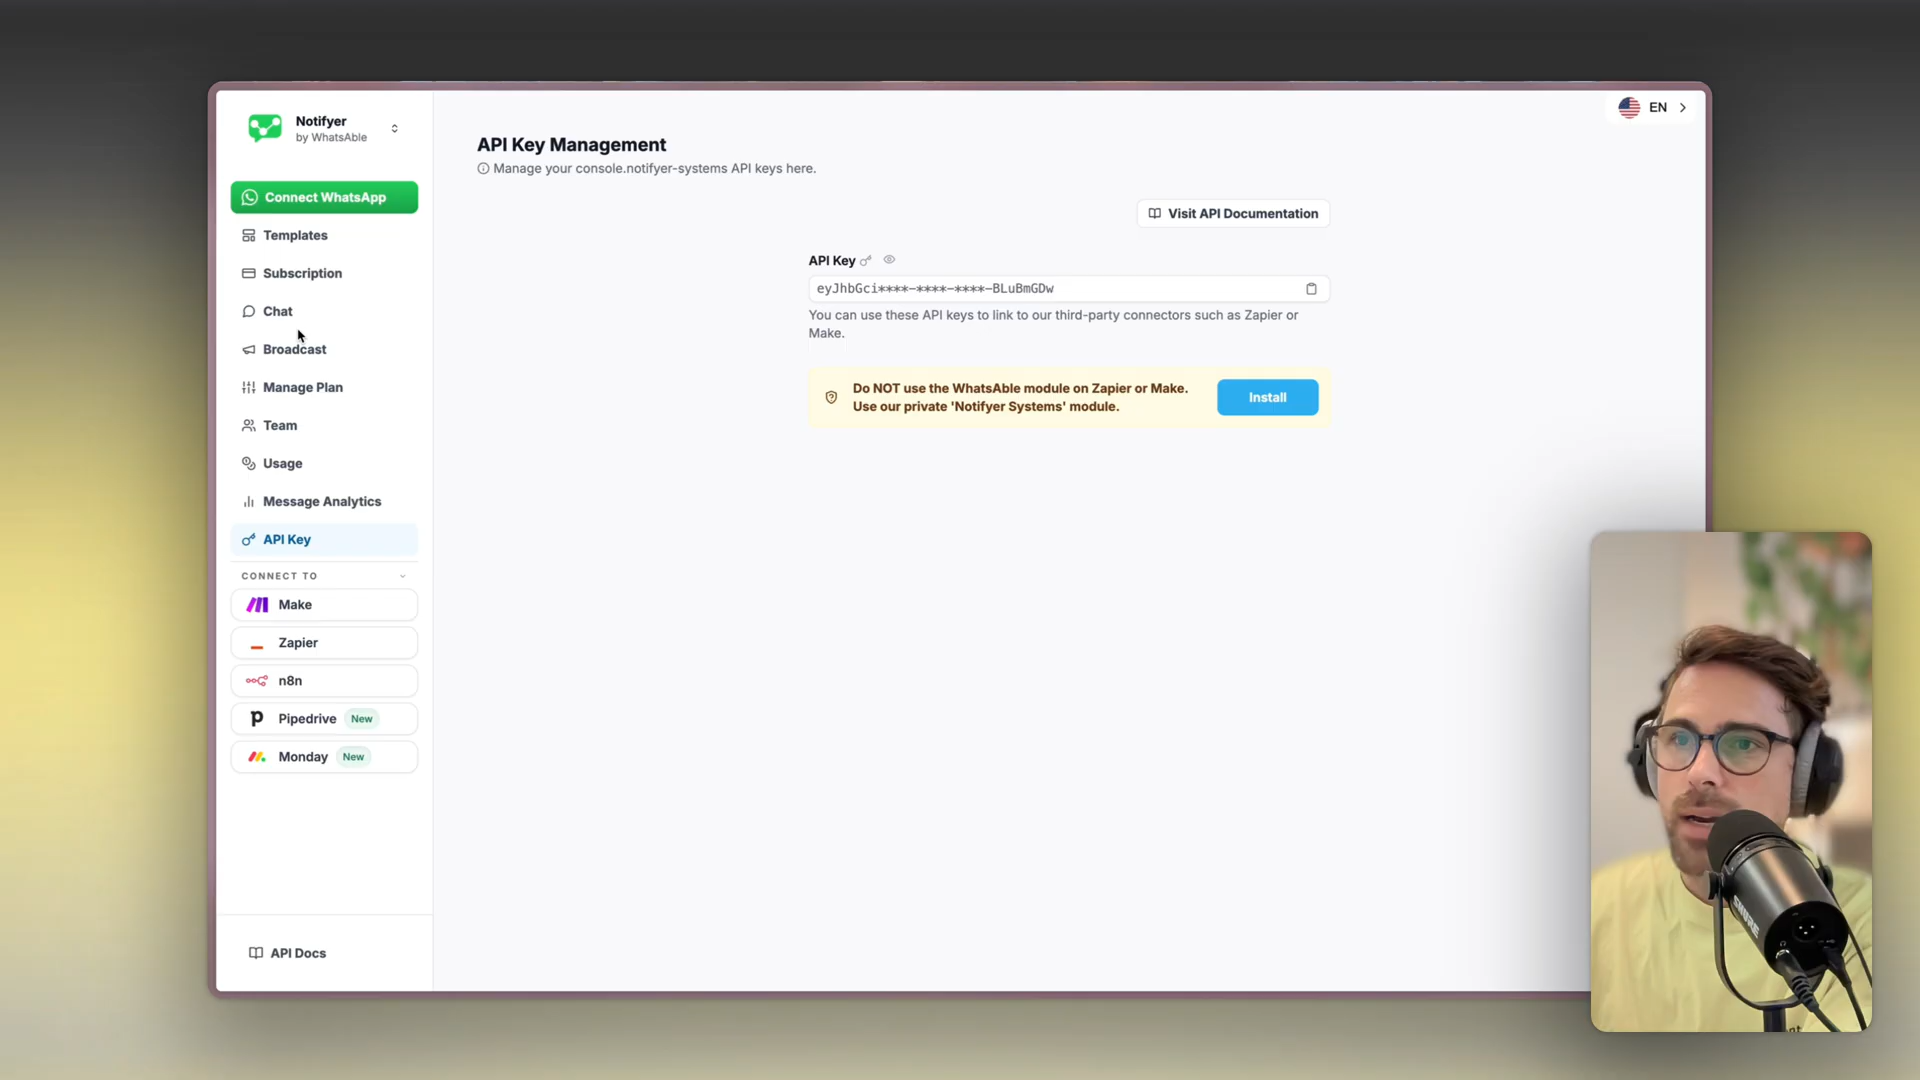 Notifyer
by WhatsAble
EN
Connect WhatsApp
Templates
Subscription
Chat
Broadcast
Manage Plan
Team
Usage
Message Analytics
API Key
CONNECT TO
Make
Zapier
n8n
Pipedrive New
Monday New
API Docs
API Key Management
Manage your console.notifyer-systems API keys here.
Visit API Documentation
API Key
eyJhbGci****-****-****-BLuBmGDw
You can use these API keys to link to our third-party connectors such as Zapier or
Make.
Do NOT use the WhatsAble module on Zapier or Make.
Use our private 'Notifyer Systems' module.
Install
SHURE